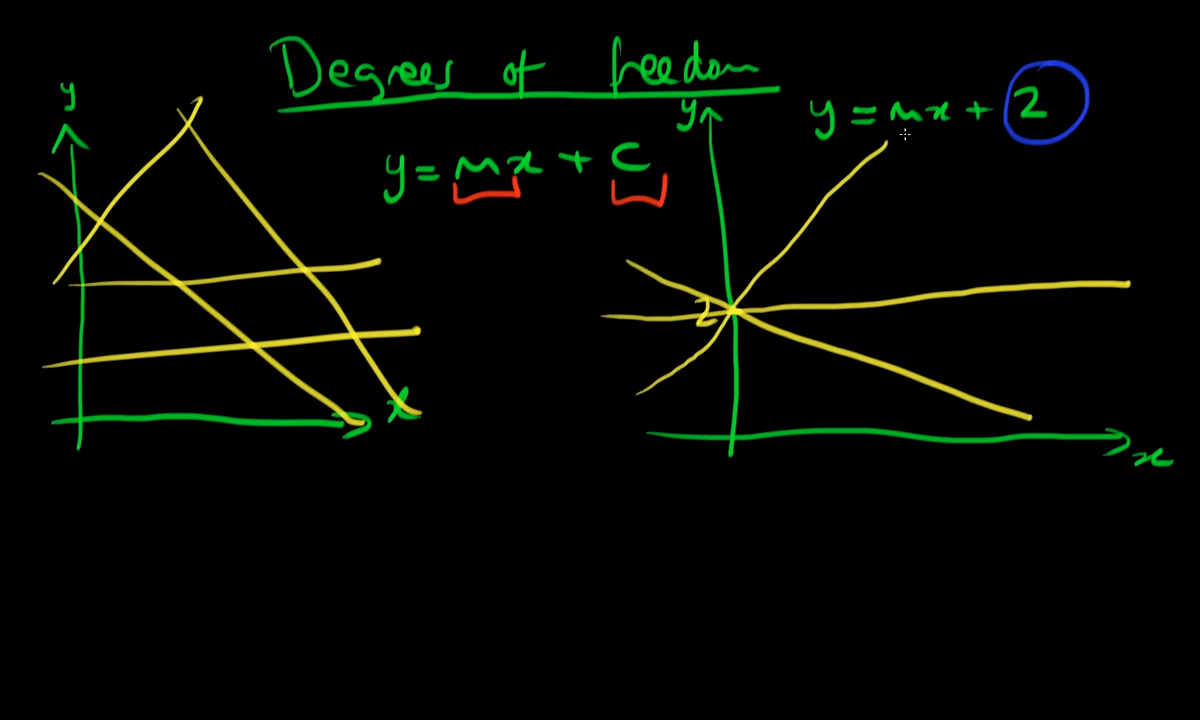 Degrees of freedom
y
y = mx + c
x
y
y = mx + 2
2
x